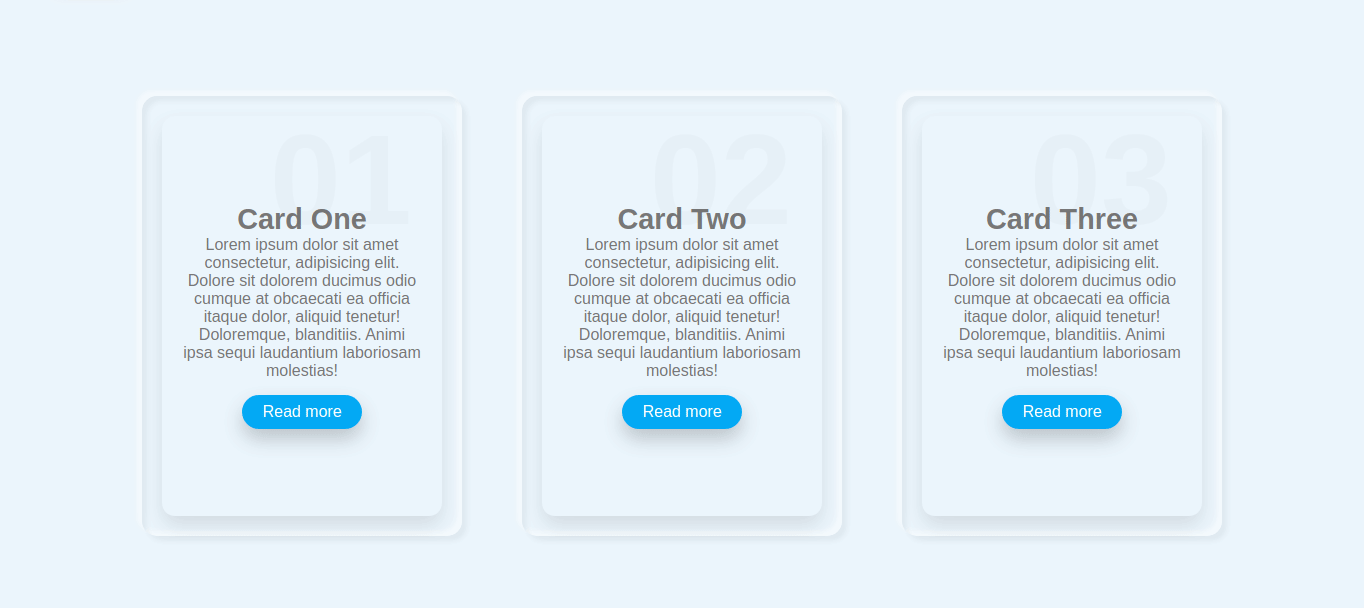 01
Card One
Lorem ipsum dolor sit amet
consectetur, adipisicing elit.
Dolore sit dolorem ducimus odio
cumque at obcaecati ea officia
itaque dolor, aliquid tenetur!
Doloremque, blanditiis. Animi
ipsa sequi laudantium laboriosam
molestias!
Read more
02
Card Two
Lorem ipsum dolor sit amet
consectetur, adipisicing elit.
Dolore sit dolorem ducimus odio
cumque at obcaecati ea officia
itaque dolor, aliquid tenetur!
Doloremque, blanditiis. Animi
ipsa sequi laudantium laboriosam
molestias!
Read more
03
Card Three
Lorem ipsum dolor sit amet
consectetur, adipisicing elit.
Dolore sit dolorem ducimus odio
cumque at obcaecati ea officia
itaque dolor, aliquid tenetur!
Doloremque, blanditiis. Animi
ipsa sequi laudantium laboriosam
molestias!
Read more